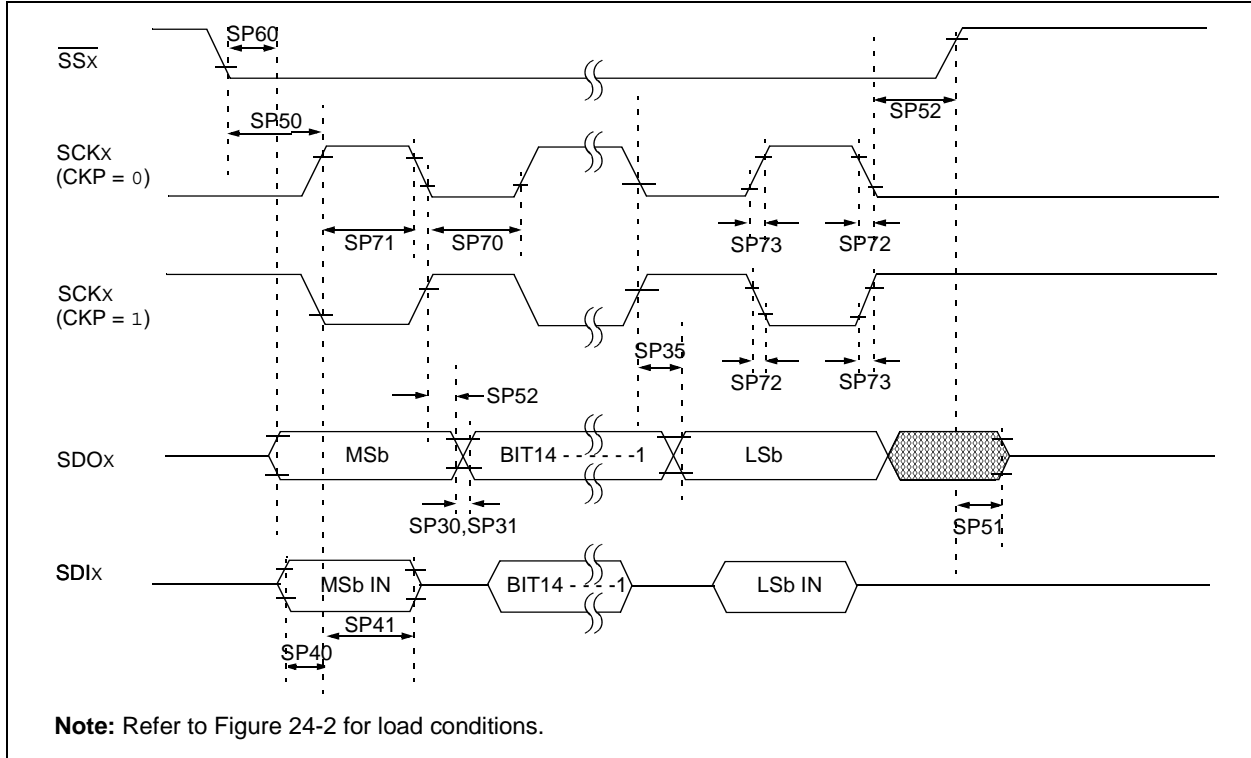 SP60
SSX
SP52
SP50
SCKX
(CKP = 0)
SP71
SP70
SP73
SP72
SCKX
(CKP = 1)
SP35
SP72
SP73
SP52
SDOX
MSb
BIT14 - - - - - -1
LSb
SP30,SP31
SP51
SDIX
MSb IN
BIT14 - - - -1
LSb IN
SP41
SP40
Note: Refer to Figure 24-2 for load conditions.